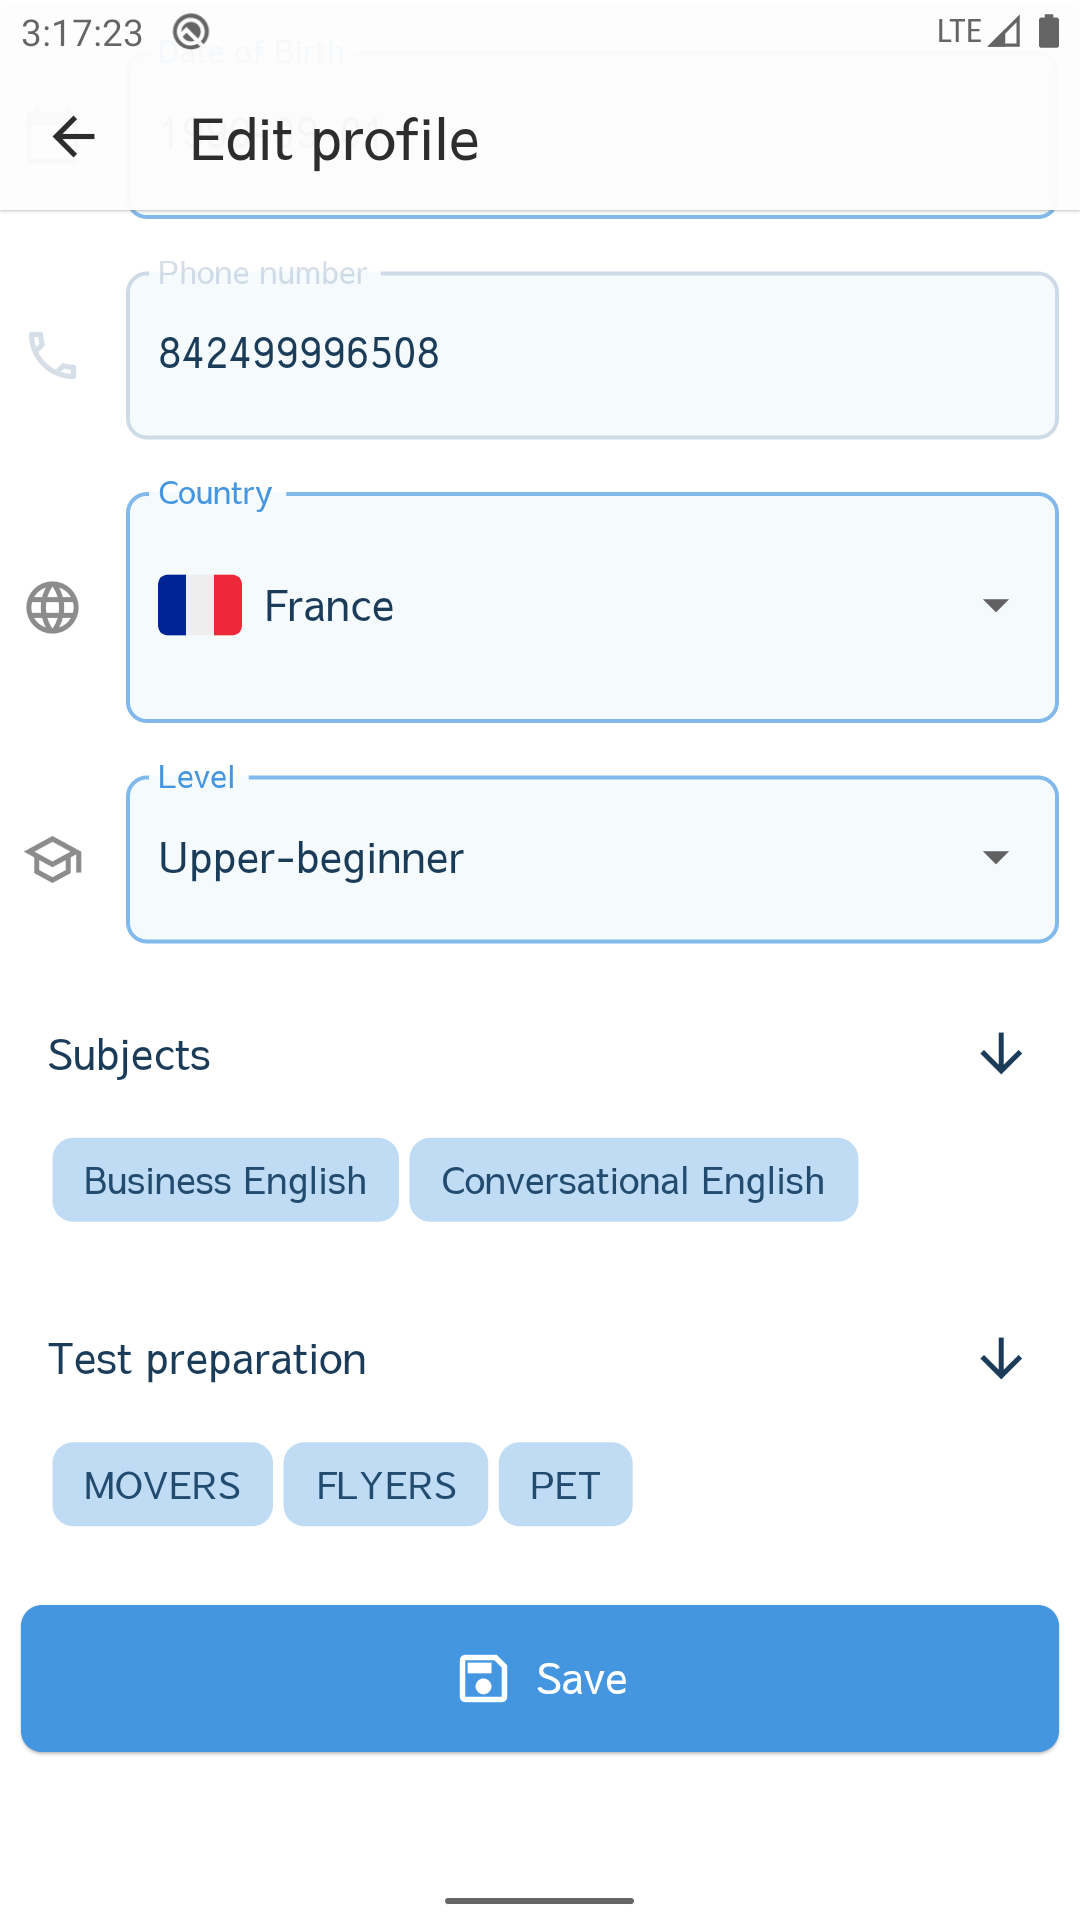 3:17:23
LTE
Date of Birth
Edit profile
Phone number
842499996508
Country
France
Level
Upper-beginner
Subjects
Business English
Conversational English
Test preparation
MOVERS
FLYERS
PET
Save